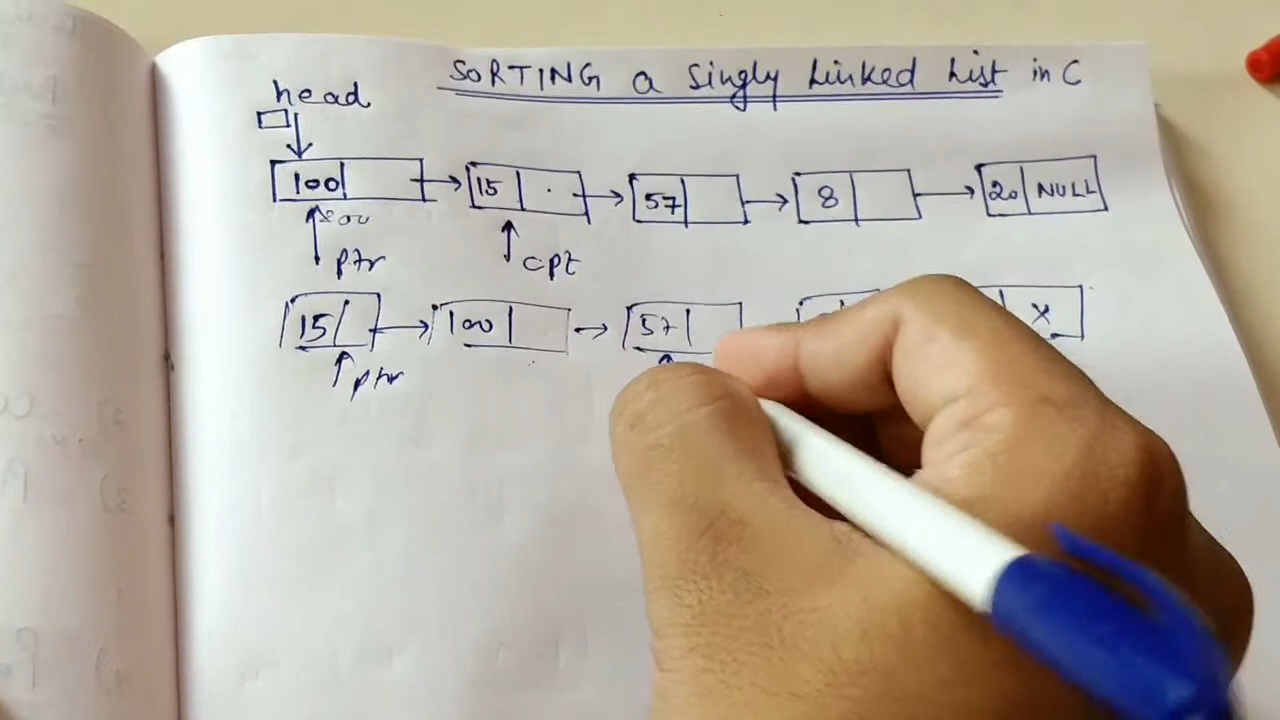 SORTING a Singly Linked List in C
head
100 15 57 8 20 NULL
ptr cpt
15 100 57 X
ptr